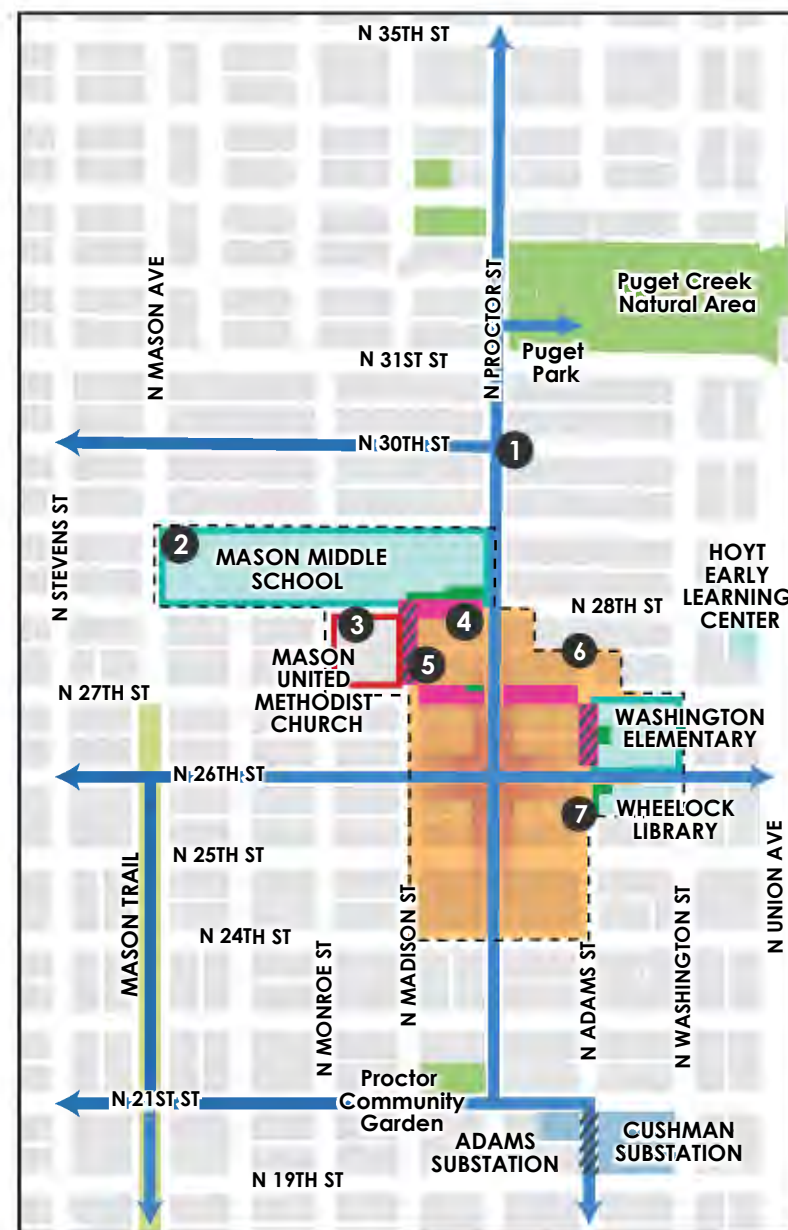 N 35TH ST
N MASON AVE
N PROCTOR ST
Puget Creek
Natural Area
Puget
Park
N 31ST ST
N 30TH ST
1
N STEVENS ST
2
MASON MIDDLE
SCHOOL
HOYT
EARLY
LEARNING
CENTER
N 28TH ST
3
4
5
6
MASON
UNITED
METHODIST
CHURCH
N 27TH ST
WASHINGTON
ELEMENTARY
N 26TH ST
7
WHEELOCK
LIBRARY
N 25TH ST
MASON TRAIL
N 24TH ST
N MONROE ST
N MADISON ST
N ADAMS ST
N WASHINGTON ST
N UNION AVE
N 21ST ST
Proctor
Community
Garden
ADAMS
SUBSTATION
CUSHMAN
SUBSTATION
N 19TH ST